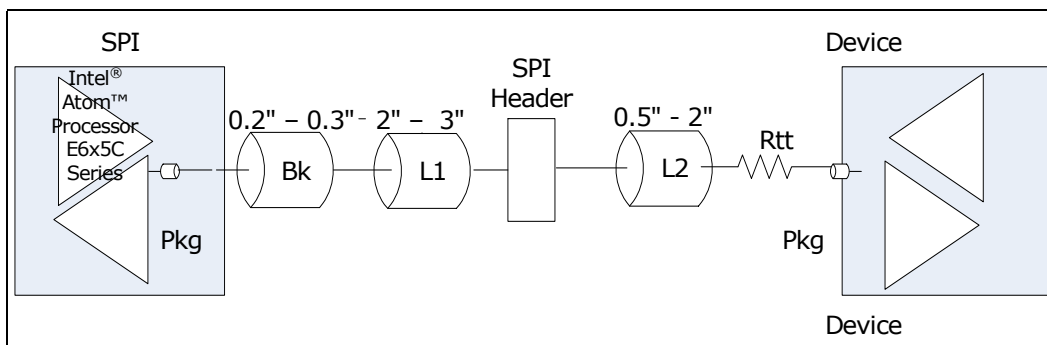 SPI
Intel®
Atom™
Processor
E6x5C
Series
Pkg
0.2" – 0.3"
Bk
2" – 3"
L1
SPI
Header
0.5" - 2"
L2
Rtt
Device
Pkg
Device